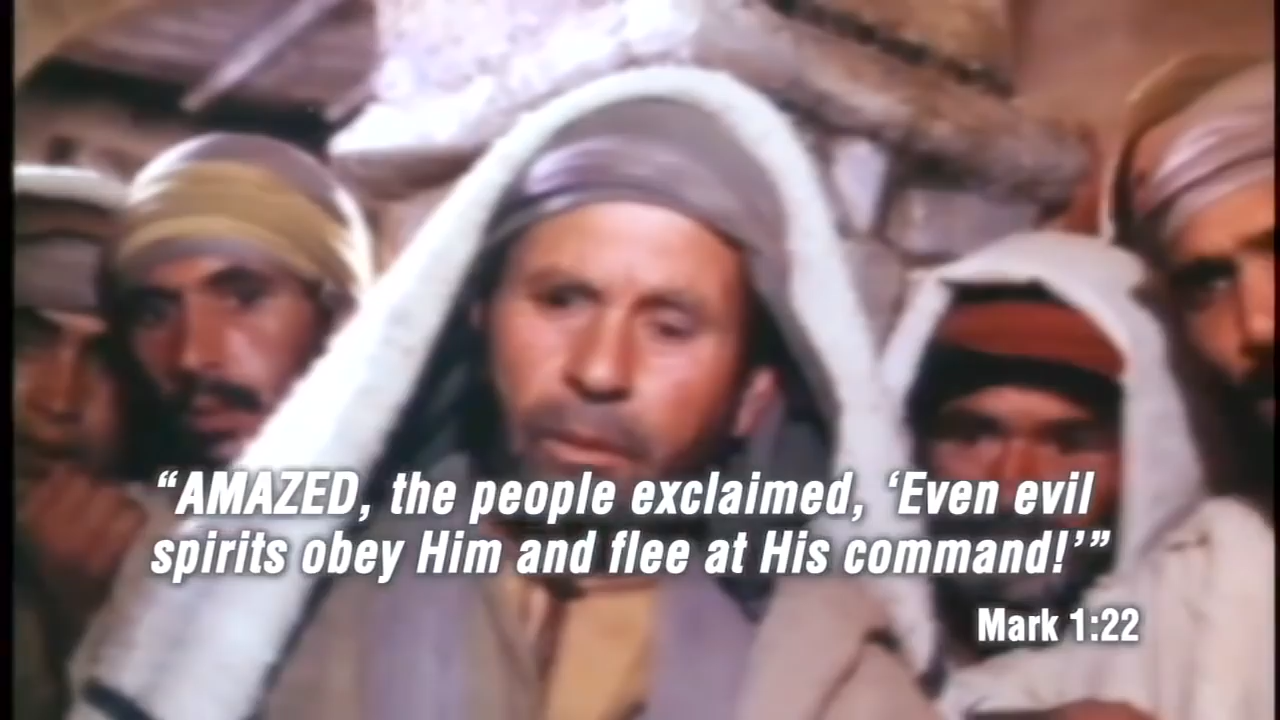 “AMAZED, the people exclaimed, ‘Even evil
spirits obey Him and flee at His command!’”
Mark 1:22